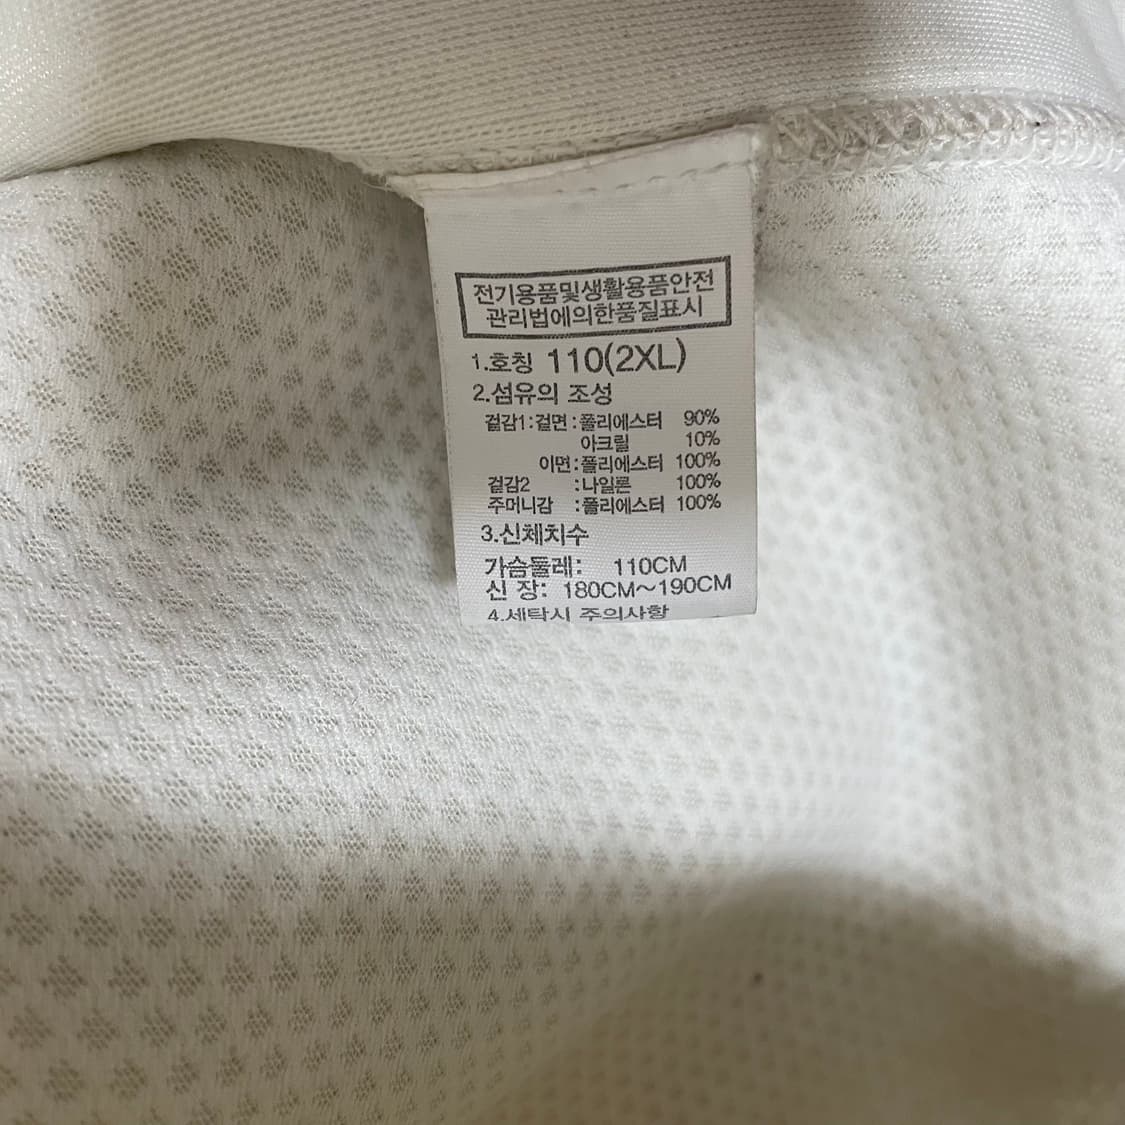 전기용품및생활용품안전
관리법에의한품질표시
1.호칭 110(2XL)
2.섬유의 조성
겉감1:겉면:폴리에스터 90%
아크릴 10%
이면:폴리에스터 100%
겉감2 :나일론 100%
주머니감 :폴리에스터 100%
3.신체치수
가슴둘레: 110CM
신 장: 180CM~190CM
4.세탁시 주의사항